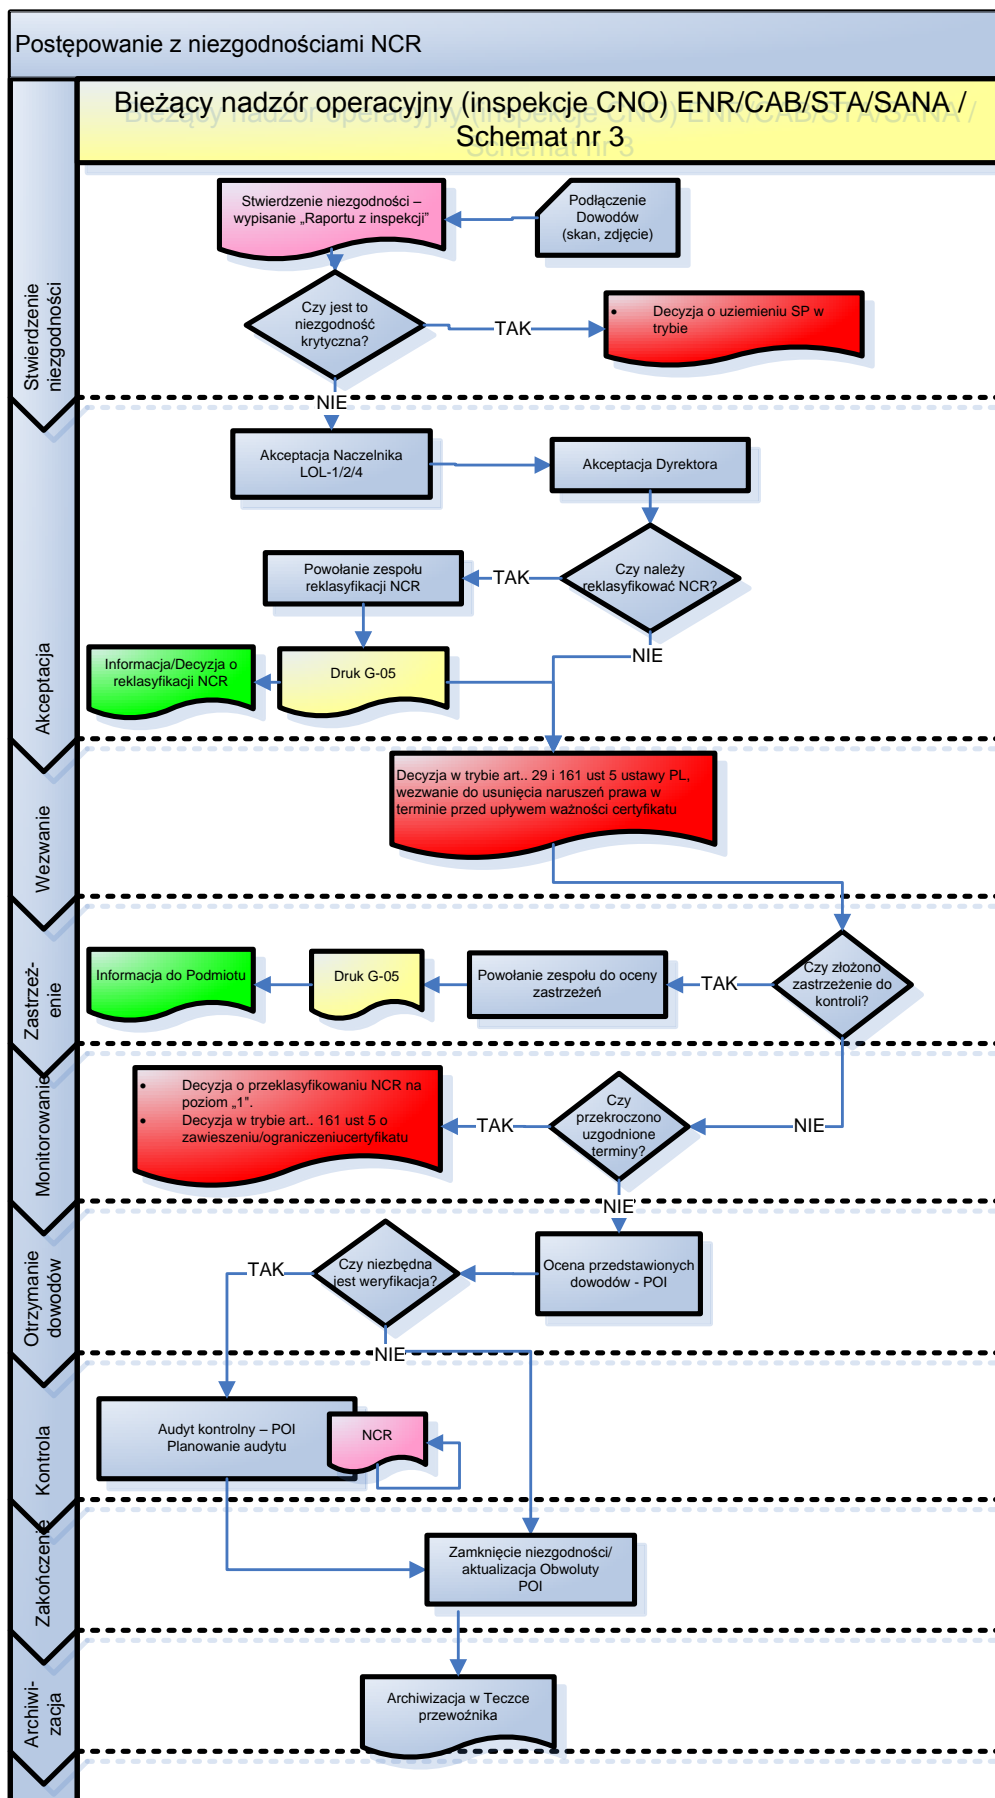 Postępowanie z niezgodnościami NCR
Bieżący nadzór operacyjny (inspekcje CNO) ENR/CAB/STA/SANA /
Schemat nr 3
Stwierdzenie
niezgodności
Stwierdzenie niezgodności –
wypisanie „Raportu z inspekcji”
Podłączenie
Dowodów
(skan, zdjęcie)
Czy jest to
niezgodność
krytyczna?
TAK
• Decyzja o uziemieniu SP w
trybie
NIE
Akceptacja
Akceptacja Naczelnika
LOL-1/2/4
Akceptacja Dyrektora
Czy należy
reklasyfikować NCR?
TAK
Powołanie zespołu
reklasyfikacji NCR
NIE
Informacja/Decyzja o
reklasyfikacji NCR
Druk G-05
Wezwanie
Decyzja w trybie art.. 29 i 161 ust 5 ustawy PL,
wezwanie do usunięcia naruszeń prawa w
terminie przed upływem ważności certyfikatu
Zastrzeż-
enie
Czy złożono
zastrzeżenie do
kontroli?
TAK
Powołanie zespołu do oceny
zastrzeżeń
Druk G-05
Informacja do Podmiotu
Monitorowanie
NIE
Czy
przekroczono
uzgodnione
terminy?
TAK
• Decyzja o przeklasyfikowaniu NCR na
poziom „1”.
• Decyzja w trybie art.. 161 ust 5 o
zawieszeniu/ograniczeniucertyfikatu
NIE
Otrzymanie
dowodów
Ocena przedstawionych
dowodów - POI
Czy niezbędna
jest weryfikacja?
TAK
NIE
Kontrola
Audyt kontrolny – POI
Planowanie audytu
NCR
Zakończenie
Zamknięcie niezgodności/
aktualizacja Obwoluty
POI
Archiwi-
zacja
Archiwizacja w Teczce
przewoźnika